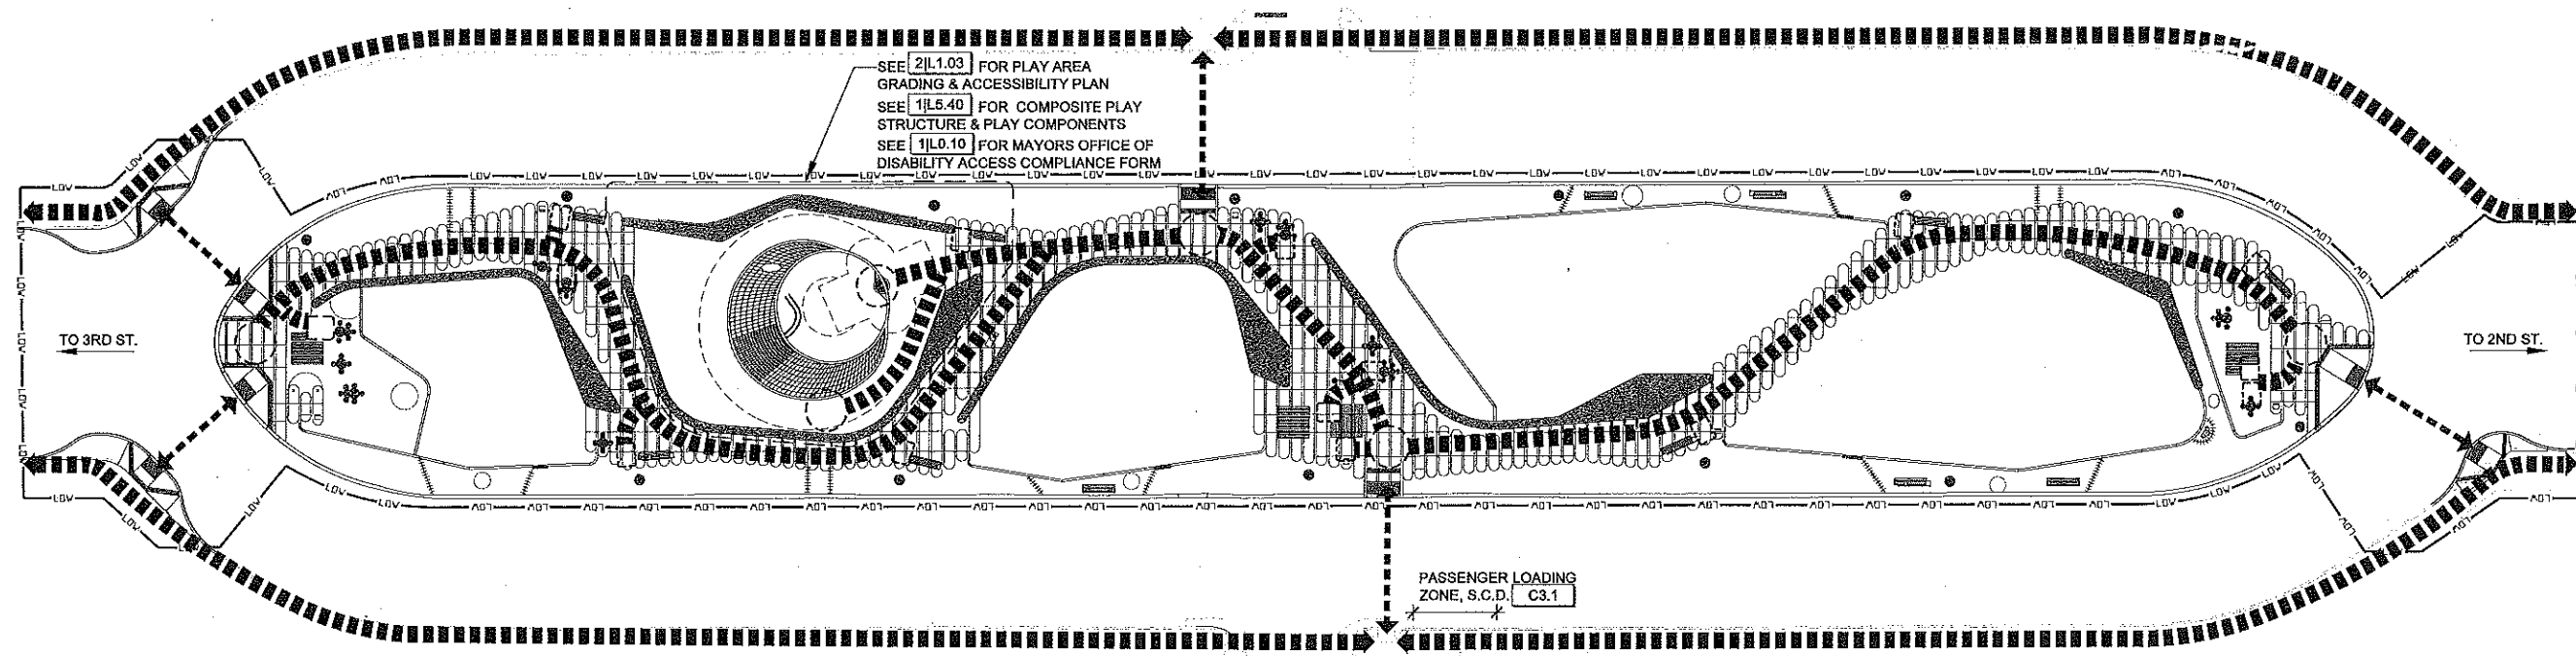 SEE 2|L1.03 FOR PLAY AREA
GRADING & ACCESSIBILITY PLAN
SEE 1|L5.40 FOR COMPOSITE PLAY
STRUCTURE & PLAY COMPONENTS
SEE 1|L0.10 FOR MAYORS OFFICE OF
DISABILITY ACCESS COMPLIANCE FORM
TO 3RD ST.
TO 2ND ST.
PASSENGER LOADING
ZONE, S.C.D. C3.1